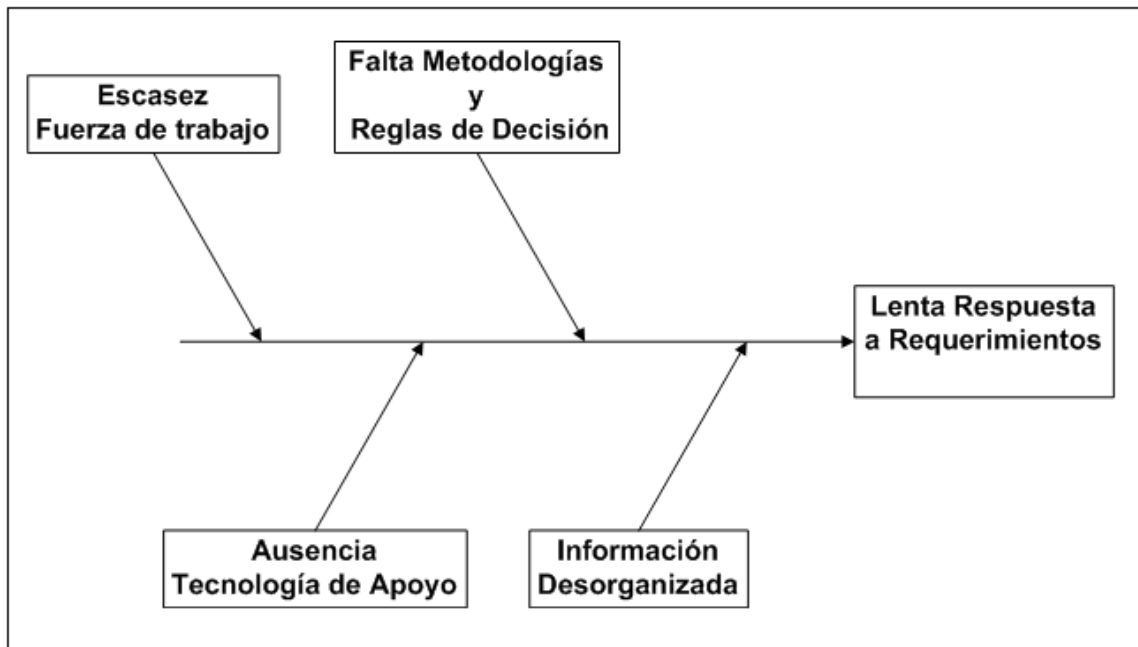 Escasez
Fuerza de trabajo
Falta Metodologías
y
Reglas de Decisión
Lenta Respuesta
a Requerimientos
Ausencia
Tecnología de Apoyo
Información
Desorganizada